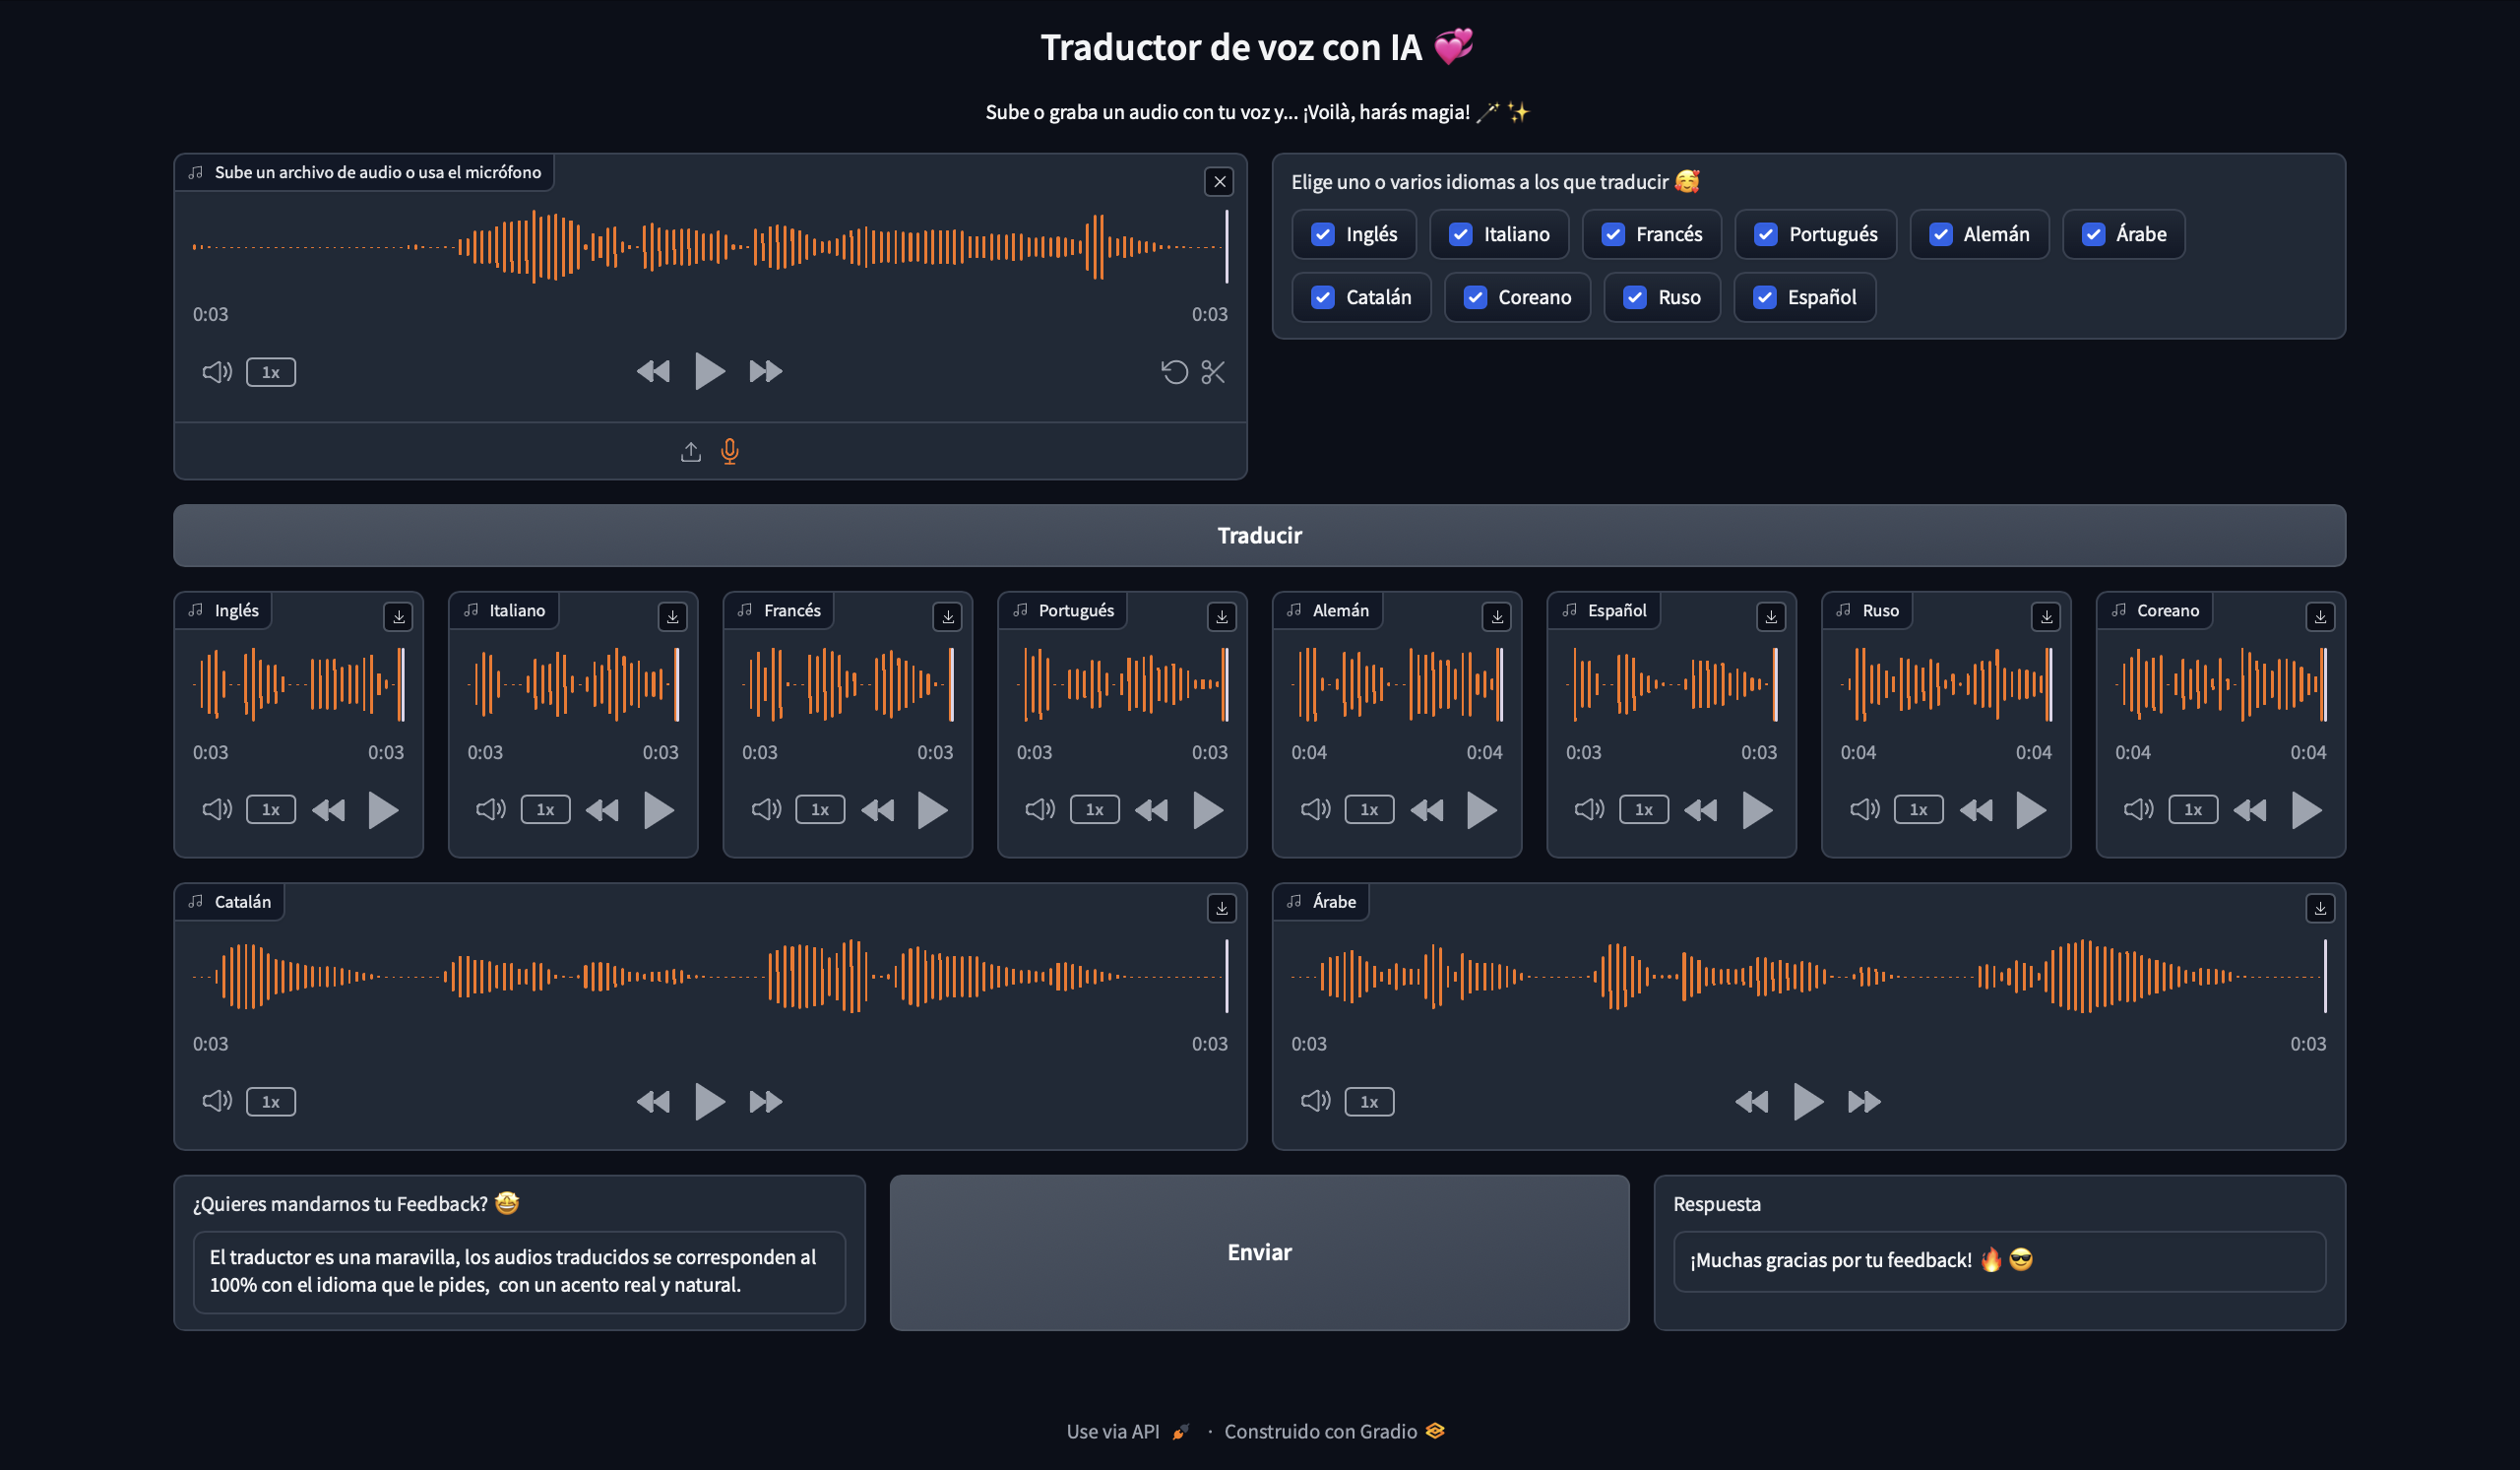 Traductor de voz con IA 💞
Sube o graba un audio con tu voz y... ¡Voilà, harás magia! 🪄 ✨
Sube un archivo de audio o usa el micrófono
0:03 0:03
1x
Elige uno o varios idiomas a los que traducir 🥰
Inglés Italiano Francés Portugués Alemán Árabe
Catalán Coreano Ruso Español
Traducir
Inglés Italiano Francés Portugués Alemán Español Ruso Coreano
0:03 0:03 0:03 0:03 0:03 0:03 0:03 0:03 0:04 0:04 0:03 0:03 0:04 0:04 0:04 0:04
1x 1x 1x 1x 1x 1x 1x 1x
Catalán Árabe
0:03 0:03 0:03 0:03
1x 1x
¿Quieres mandarnos tu Feedback? 🤩
El traductor es una maravilla, los audios traducidos se corresponden al
100% con el idioma que le pides,  con un acento real y natural.
Enviar
Respuesta
¡Muchas gracias por tu feedback! 🔥 😎
Use via API · Construido con Gradio